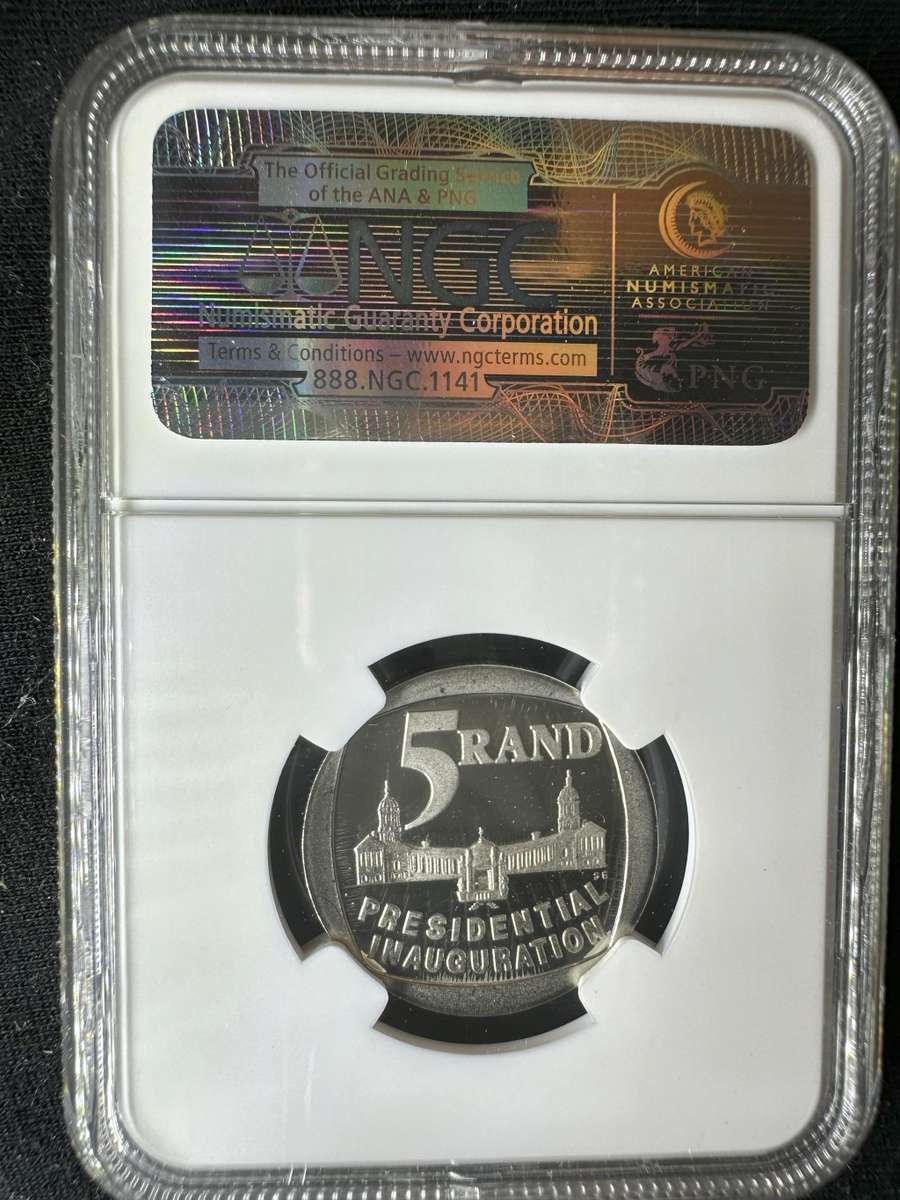 The Official Grading Service
of the ANA & PNG
NGC
Numismatic Guaranty Corporation
Terms & Conditions – www.ngcterms.com
888.NGC.1141
AMERICAN
NUMISMATIC
ASSOCIATION
PNG
5 RAND
SE
PRESIDENTIAL
INAUGURATION